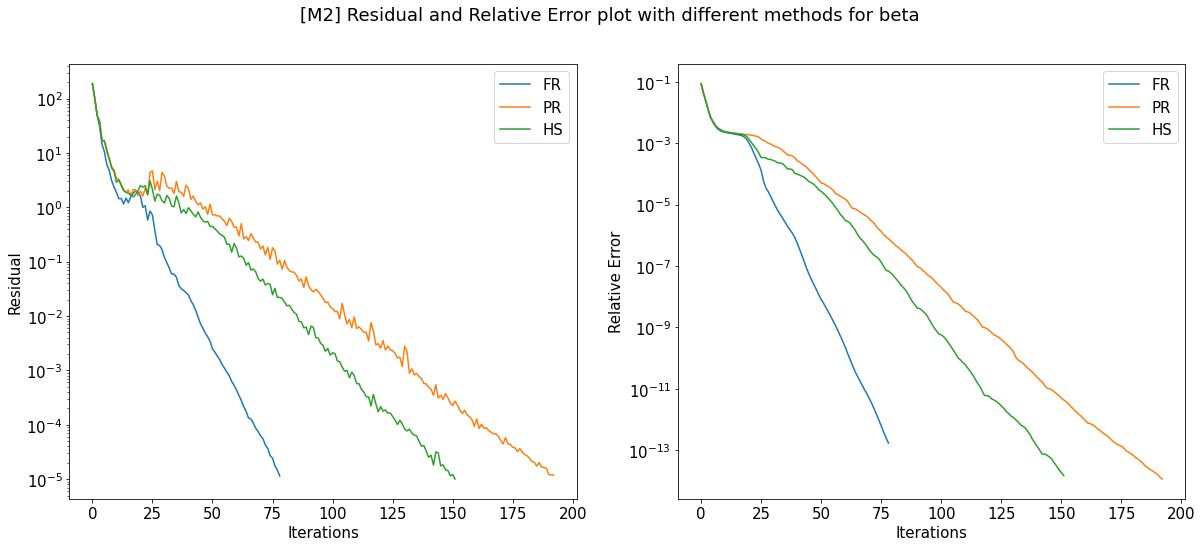 [M2] Residual and Relative Error plot with different methods for beta
FR
PR
HS
10^2
10^1
10^0
10^-1
10^-2
10^-3
10^-4
10^-5
Residual
0 25 50 75 100 125 150 175 200
Iterations
FR
PR
HS
10^-1
10^-3
10^-5
10^-7
10^-9
10^-11
10^-13
Relative Error
0 25 50 75 100 125 150 175 200
Iterations